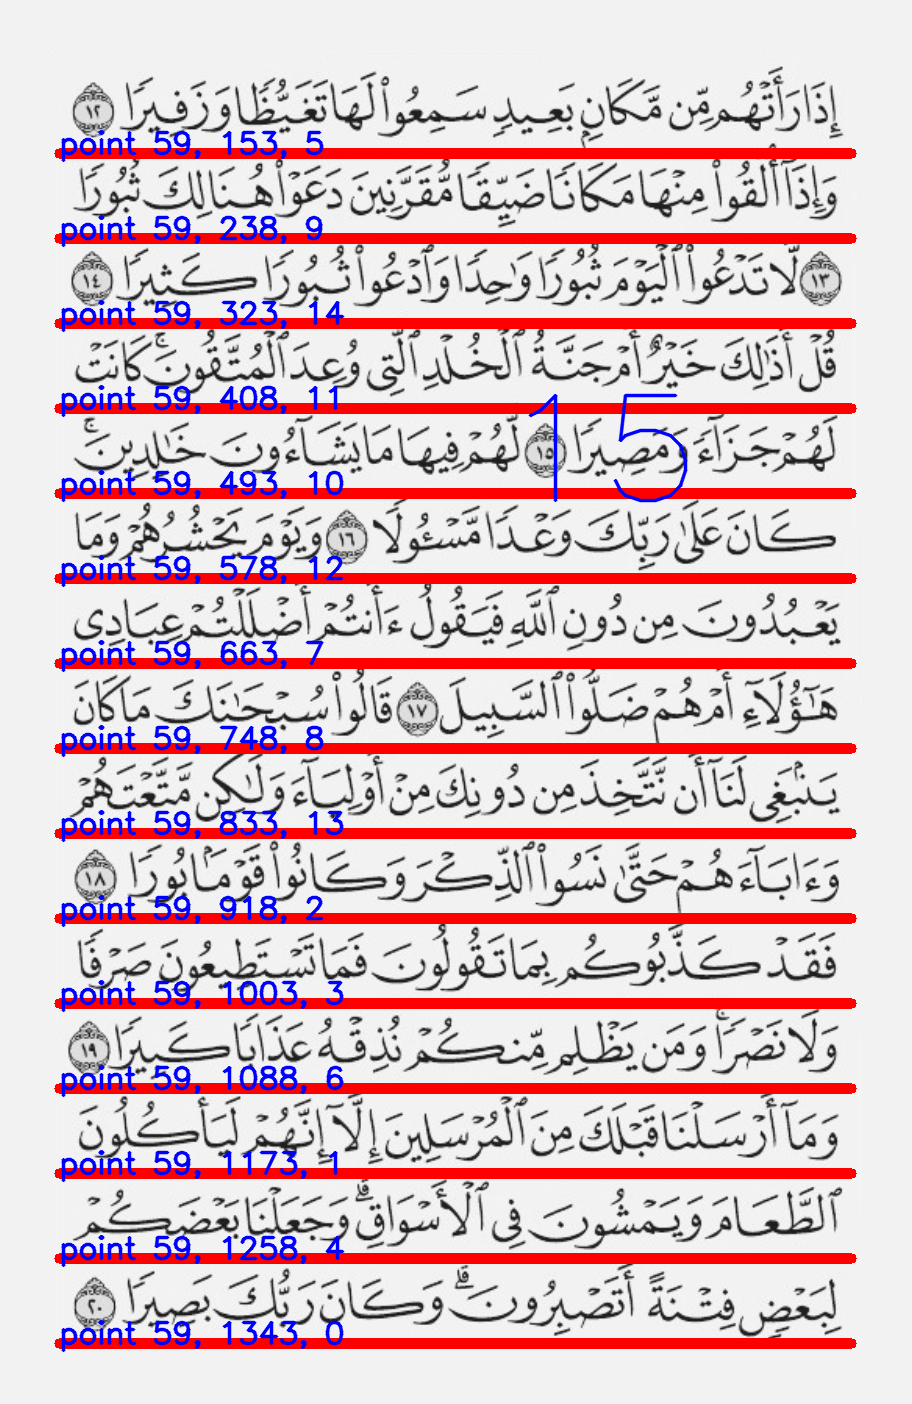 إِذَا رَأَتْهُم مِّن مَّكَانٍ بَعِيدٍ سَمِعُوا۟ لَهَا تَغَيُّظًا وَزَفِيرًا ١٢
point 59, 153, 5
وَإِذَآ أُلْقُوا۟ مِنْهَا مَكَانًا ضَيِّقًا مُّقَرَّنِينَ دَعَوْا۟ هُنَالِكَ ثُبُورًا
point 59, 238, 9
١٣ لَّا تَدْعُوا۟ ٱلْيَوْمَ ثُبُورًا وَٰحِدًا وَٱدْعُوا۟ ثُبُورًا كَثِيرًا ١٤
point 59, 323, 14
قُلْ أَذَٰلِكَ خَيْرٌ أَمْ جَنَّةُ ٱلْخُلْدِ ٱلَّتِى وُعِدَ ٱلْمُتَّقُونَ ۚ كَانَتْ
point 59, 408, 11
لَهُمْ جَزَآءً وَمَصِيرًا ١٥ لَّهُمْ فِيهَا مَا يَشَآءُونَ خَٰلِدِينَ ۚ
15
point 59, 493, 10
كَانَ عَلَىٰ رَبِّكَ وَعْدًا مَّسْـُٔولًا ١٦ وَيَوْمَ يَحْشُرُهُمْ وَمَا
point 59, 578, 12
يَعْبُدُونَ مِن دُونِ ٱللَّهِ فَيَقُولُ ءَأَنتُمْ أَضْلَلْتُمْ عِبَادِى
point 59, 663, 7
هَٰٓؤُلَآءِ أَمْ هُمْ ضَلُّوا۟ ٱلسَّبِيلَ ١٧ قَالُوا۟ سُبْحَٰنَكَ مَا كَانَ
point 59, 748, 8
يَنۢبَغِى لَنَآ أَن نَّتَّخِذَ مِن دُونِكَ مِنْ أَوْلِيَآءَ وَلَٰكِن مَّتَّعْتَهُمْ
point 59, 833, 13
وَءَابَآءَهُمْ حَتَّىٰ نَسُوا۟ ٱلذِّكْرَ وَكَانُوا۟ قَوْمًۢا بُورًا ١٨
point 59, 918, 2
فَقَدْ كَذَّبُوكُم بِمَا تَقُولُونَ فَمَا تَسْتَطِيعُونَ صَرْفًا
point 59, 1003, 3
وَلَا نَصْرًا ۚ وَمَن يَظْلِم مِّنكُمْ نُذِقْهُ عَذَابًا كَبِيرًا ١٩
point 59, 1088, 6
وَمَآ أَرْسَلْنَا قَبْلَكَ مِنَ ٱلْمُرْسَلِينَ إِلَّآ إِنَّهُمْ لَيَأْكُلُونَ
point 59, 1173, 1
ٱلطَّعَامَ وَيَمْشُونَ فِى ٱلْأَسْوَاقِ ۗ وَجَعَلْنَا بَعْضَكُمْ
point 59, 1258, 4
لِبَعْضٍ فِتْنَةً أَتَصْبِرُونَ ۗ وَكَانَ رَبُّكَ بَصِيرًا ٢٠
point 59, 1343, 0